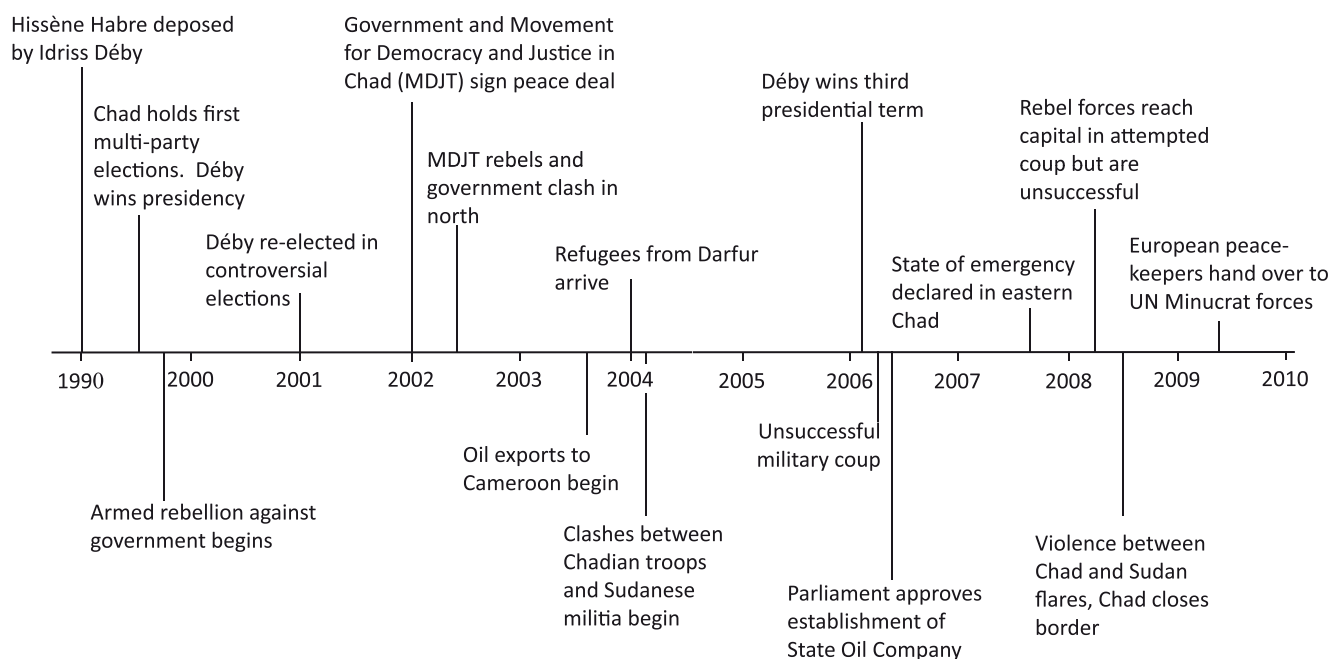 Hissène Habre deposed
by Idriss Déby
Government and Movement
for Democracy and Justice in
Chad (MDJT) sign peace deal
Déby wins third
presidential term
Chad holds first
multi-party
elections.  Déby
wins presidency
Rebel forces reach
capital in attempted
coup but are
unsuccessful
MDJT rebels and
government clash in
north
Déby re-elected in
controversial
elections
Refugees from Darfur
arrive
State of emergency
declared in eastern
Chad
European peace-
keepers hand over to
UN Minucrat forces
1990 2000 2001 2002 2003 2004 2005 2006 2007 2008 2009 2010
Unsuccessful
military coup
Oil exports to
Cameroon begin
Armed rebellion against
government begins
Clashes between
Chadian troops
and Sudanese
militia begin
Violence between
Chad and Sudan
flares, Chad closes
border
Parliament approves
establishment of
State Oil Company